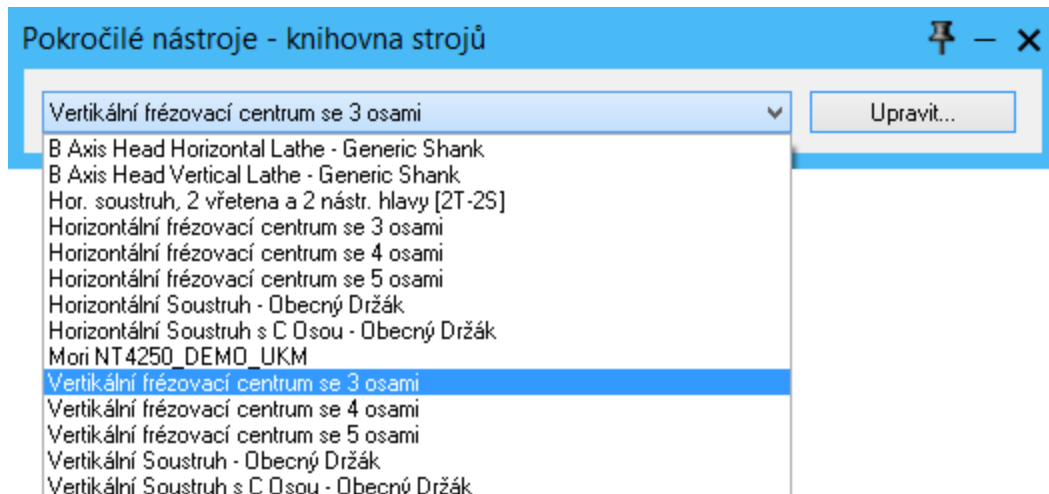 Pokročilé nástroje - knihovna strojů
Vertikální frézovací centrum se 3 osami
Upravit...
B Axis Head Horizontal Lathe - Generic Shank
B Axis Head Vertical Lathe - Generic Shank
Hor. soustruh, 2 vřetena a 2 nástr. hlavy [2T-2S]
Horizontální frézovací centrum se 3 osami
Horizontální frézovací centrum se 4 osami
Horizontální frézovací centrum se 5 osami
Horizontální Soustruh - Obecný Držák
Horizontální Soustruh s C Osou - Obecný Držák
Mori NT4250_DEMO_UKM
Vertikální frézovací centrum se 3 osami
Vertikální frézovací centrum se 4 osami
Vertikální frézovací centrum se 5 osami
Vertikální Soustruh - Obecný Držák
Vertikální Soustruh s C Osou - Obecný Držák